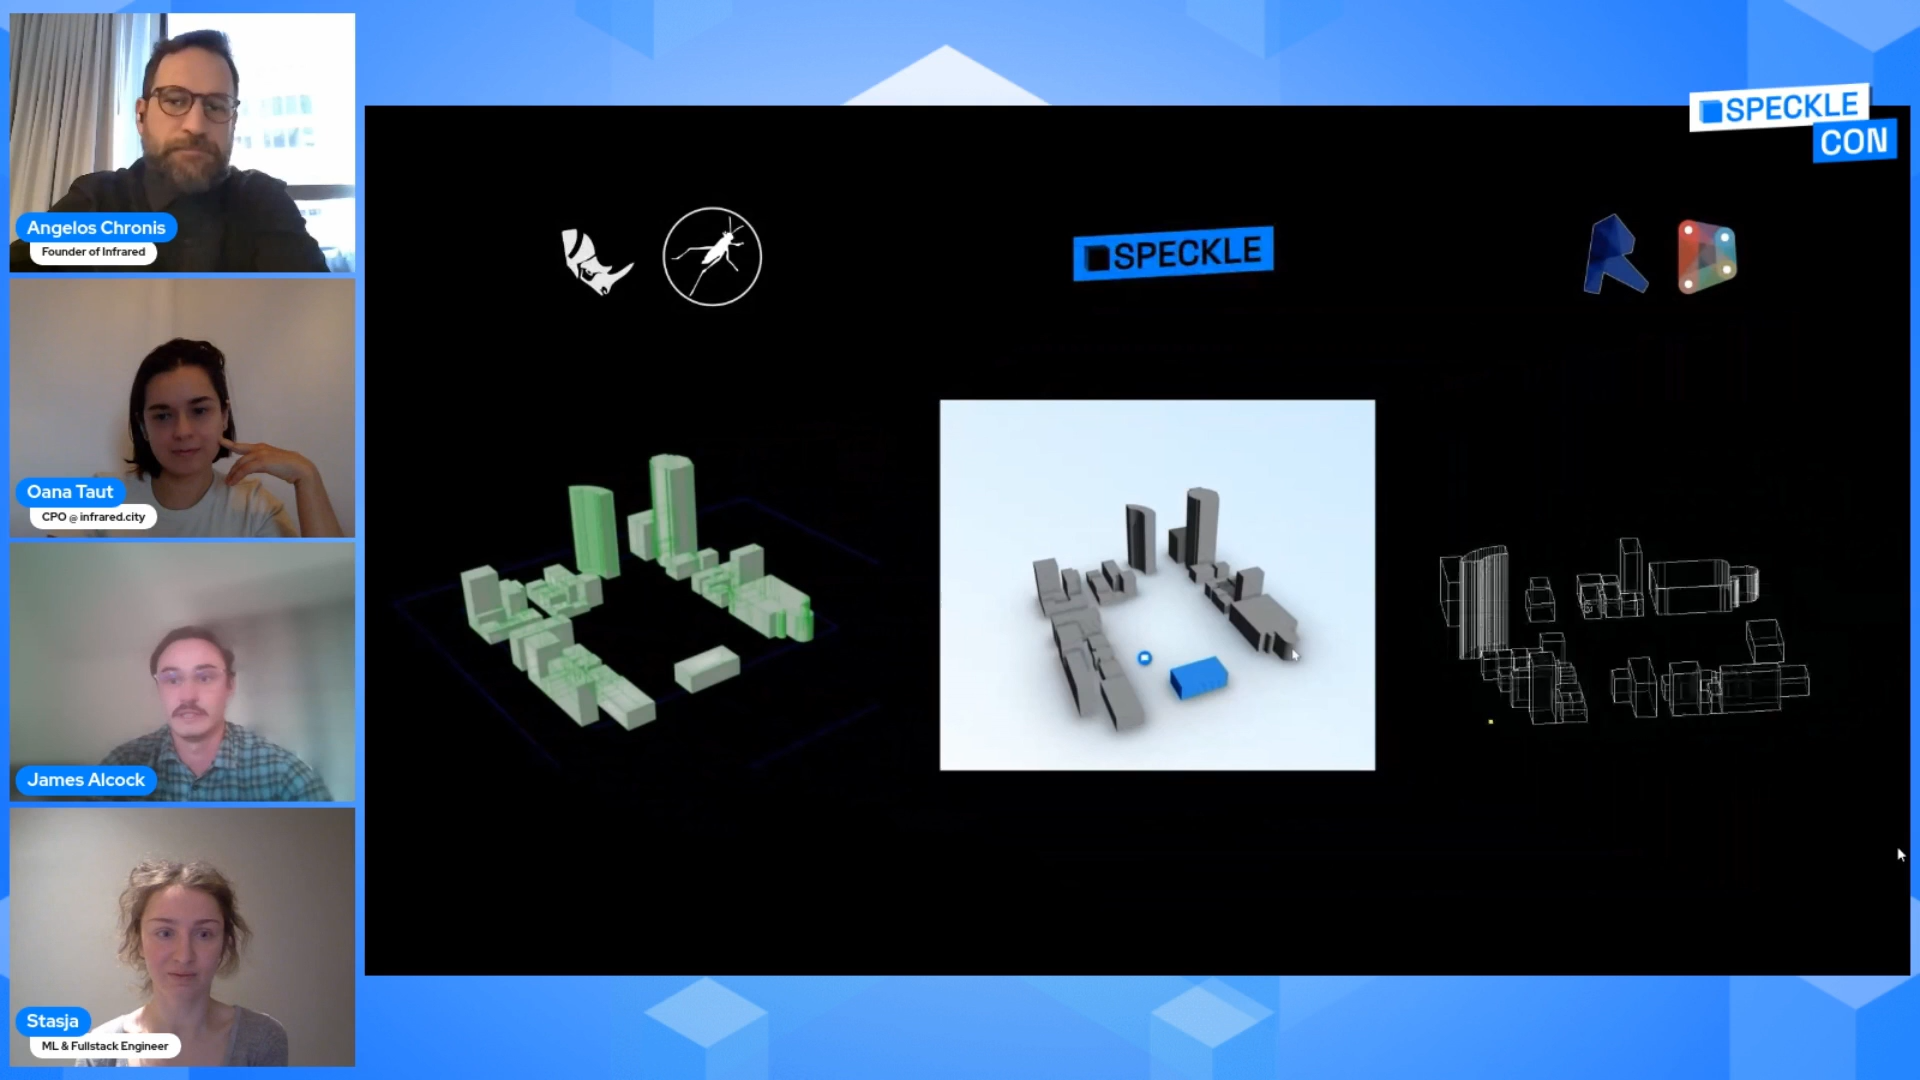 Angelos Chronis
Founder of Infrared
Oana Taut
CPO @ infrared.city
James Alcock
Stasja
ML & Fullstack Engineer
SPECKLE
SPECKLE
CON